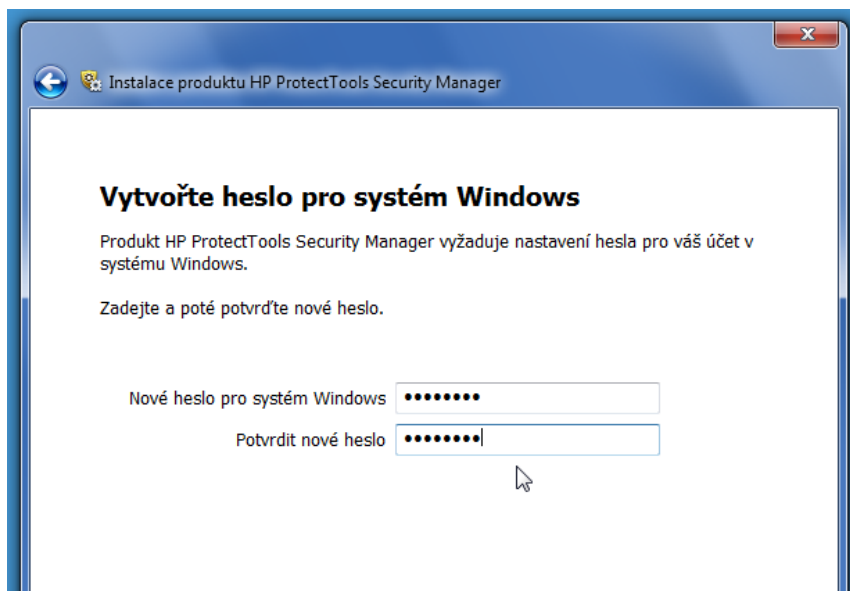 Instalace produktu HP ProtectTools Security Manager
Vytvořte heslo pro systém Windows
Produkt HP ProtectTools Security Manager vyžaduje nastavení hesla pro váš účet v
systému Windows.
Zadejte a poté potvrďte nové heslo.
Nové heslo pro systém Windows ••••••••
Potvrdit nové heslo ••••••••